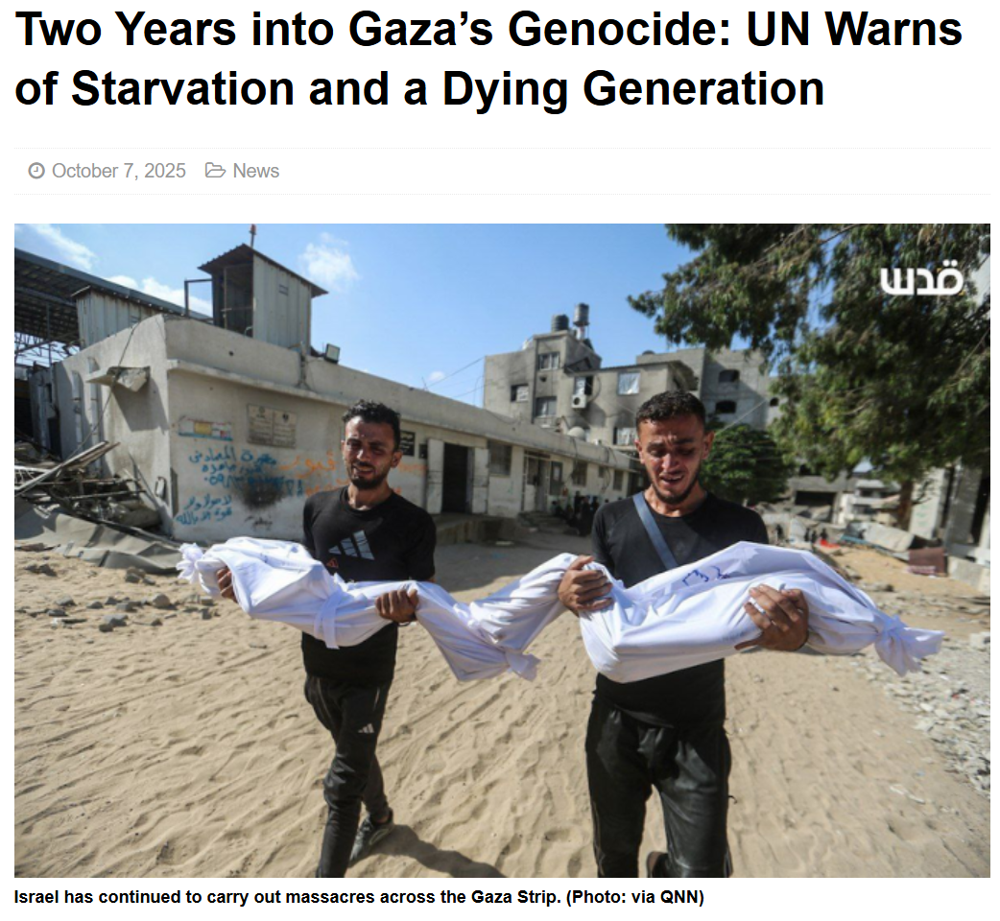 Two Years into Gaza’s Genocide: UN Warns
of Starvation and a Dying Generation
October 7, 2025 News
قدس
Israel has continued to carry out massacres across the Gaza Strip. (Photo: via QNN)